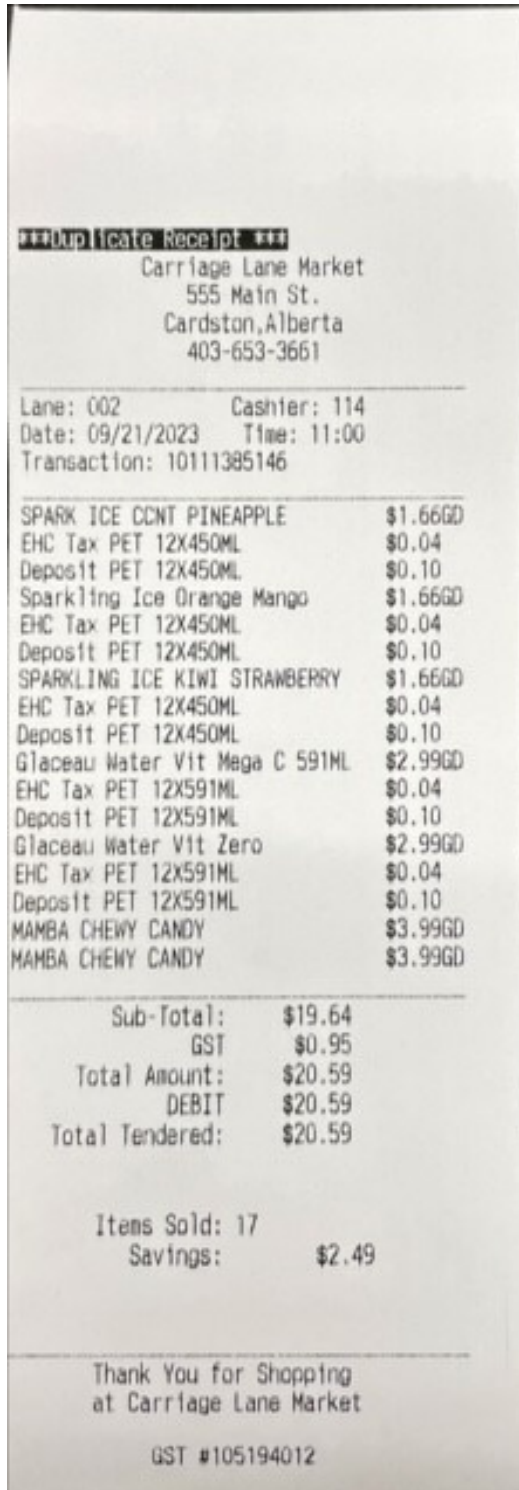 ***Duplicate Receipt ***
Carriage Lane Market
555 Main St.
Cardston,Alberta
403-653-3661
Lane: 002 Cashier: 114
Date: 09/21/2023 Time: 11:00
Transaction: 10111385146
SPARK ICE CCNT PINEAPPLE $1.66GD
EHC Tax PET 12X450ML $0.04
Deposit PET 12X450ML $0.10
Sparkling Ice Orange Mango $1.66GD
EHC Tax PET 12X450ML $0.04
Deposit PET 12X450ML $0.10
SPARKLING ICE KIWI STRAWBERRY $1.66GD
EHC Tax PET 12X450ML $0.04
Deposit PET 12X450ML $0.10
Glaceau Water Vit Mega C 591ML $2.99GD
EHC Tax PET 12X591ML $0.04
Deposit PET 12X591ML $0.10
Glaceau Water Vit Zero $2.99GD
EHC Tax PET 12X591ML $0.04
Deposit PET 12X591ML $0.10
MAMBA CHEWY CANDY $3.99GD
MAMBA CHEWY CANDY $3.99GD
Sub-Total: $19.64
GST $0.95
Total Amount: $20.59
DEBIT $20.59
Total Tendered: $20.59
Items Sold: 17
Savings: $2.49
Thank You for Shopping
at Carriage Lane Market
GST #105194012